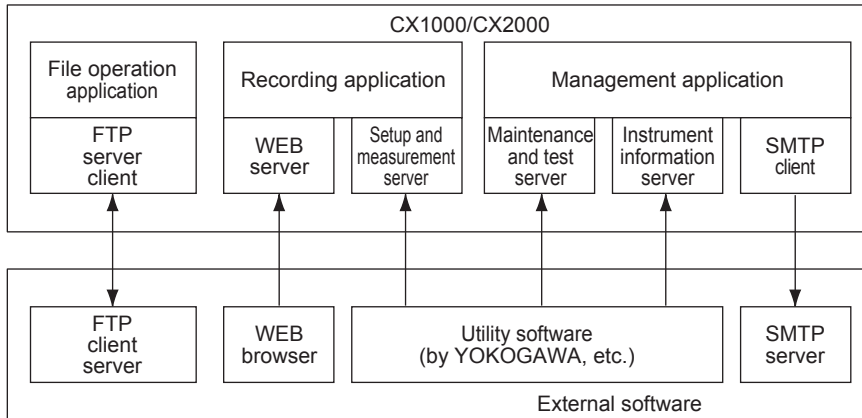 CX1000/CX2000
File operation
application
Recording application
Management application
FTP
server
client
WEB
server
Setup and
measurement
server
Maintenance
and test
server
Instrument
information
server
SMTP
client
FTP
client
server
WEB
browser
Utility software
(by YOKOGAWA, etc.)
SMTP
server
External software